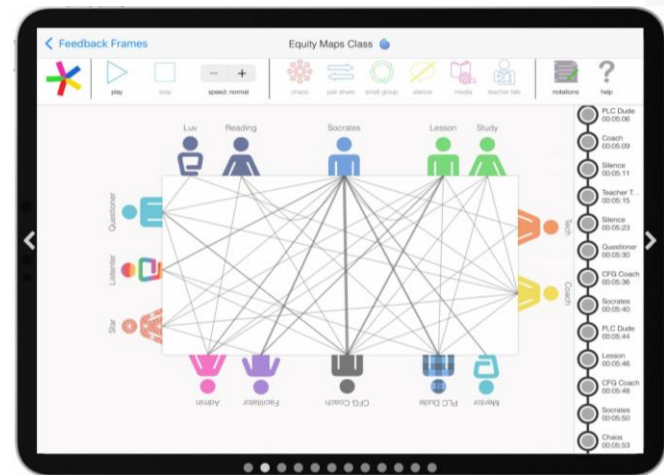 Feedback Frames
Equity Maps Class
play
stop
speed: normal
chaos
pair share
small group
silence
media
teacher talk
notations
help
Luv
Reading
Socrates
Lesson
Study
Questioner
Listenter
Star
Tech
Coach
Admin
Facilitator
CFG Coach
PLC Dude
Mentor
PLC Dude
00:05:06
Coach
00:05:09
Silence
00:05:11
Teacher T...
00:05:15
Silence
00:05:23
Questioner
00:05:30
CFG Coach
00:05:36
Socrates
00:05:40
PLC Dude
00:05:44
Lesson
00:05:46
CFG Coach
00:05:48
Socrates
00:05:50
Chaos
00:05:53